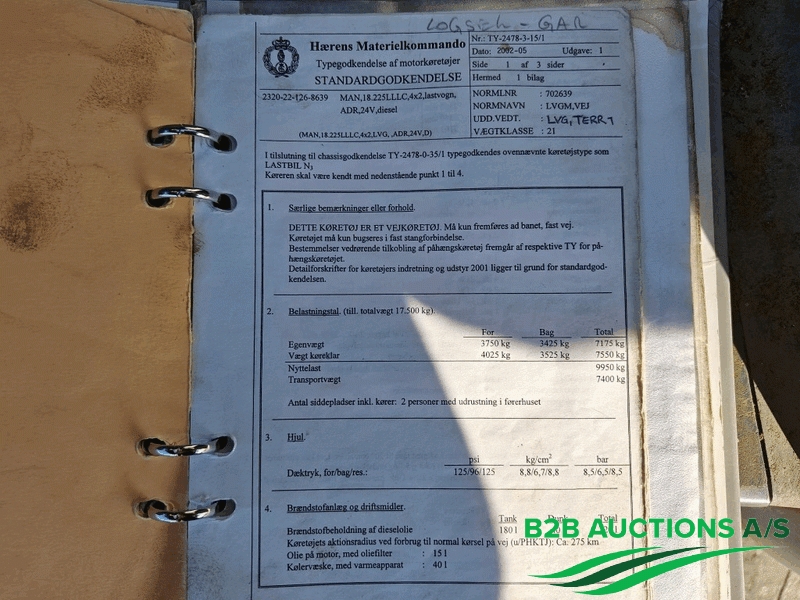 LOGSEK - GAR
Hærens Materielkommando
Typegodkendelse af motorkøretøjer
STANDARDGODKENDELSE
Nr.: TY-2478-3-15/1
Dato: 2002-05 Udgave: 1
Side 1 af 3 sider
Hermed 1 bilag
2320-22-126-8639 MAN,18.225LLLC,4x2,lastvogn,
ADR,24V,diesel
(MAN,18.225LLLC,4x2,LVG, ,ADR,24V,D)
NORMLNR : 702639
NORMNAVN : LVGM,VEJ
UDD.VEDT. : LVG,TERR 1
VÆGTKLASSE : 21
I tilslutning til chassisgodkendelse TY-2478-0-35/1 typegodkendes ovennævnte køretøjstype som
LASTBIL N3
Køreren skal være kendt med nedenstående punkt 1 til 4.
1. Særlige bemærkninger eller forhold.
DETTE KØRETØJ ER ET VEJKØRETØJ. Må kun fremføres ad banet, fast vej.
Køretøjet må kun bugseres i fast stangforbindelse.
Bestemmelser vedrørende tilkobling af påhængskøretøj fremgår af respektive TY for på-
hængskøretøjet.
Detailforskrifter for køretøjers indretning og udstyr 2001 ligger til grund for standardgod-
kendelsen.
2. Belastningstal. (till. totalvægt 17.500 kg).
For Bag Total
Egenvægt 3750 kg 3425 kg 7175 kg
Vægt køreklar 4025 kg 3525 kg 7550 kg
Nyttelast 9950 kg
Transportvægt 7400 kg
Antal siddepladser inkl. kører: 2 personer med udrustning i førerhuset
3. Hjul.
psi kg/cm2 bar
Dæktryk, for/bag/res.: 125/96/125 8,8/6,7/8,8 8,5/6,5/8,5
4. Brændstofanlæg og driftsmidler.
Tank Dunk Total
Brændstofbeholdning af dieselolie 180 l
Køretøjets aktionsradius ved forbrug til normal kørsel på vej (u/PHKTJ): Ca: 275 km
Olie på motor, med oliefilter : 15 l
Kølervæske, med varmeapparat : 40 l
B2B AUCTIONS A/S